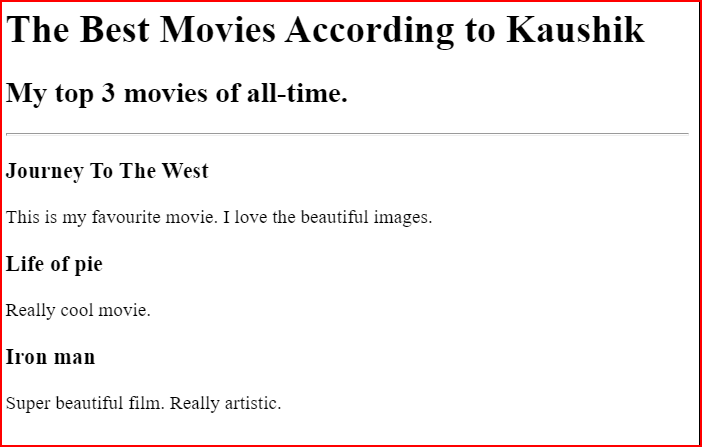 The Best Movies According to Kaushik
My top 3 movies of all-time.
Journey To The West
This is my favourite movie. I love the beautiful images.
Life of pie
Really cool movie.
Iron man
Super beautiful film. Really artistic.